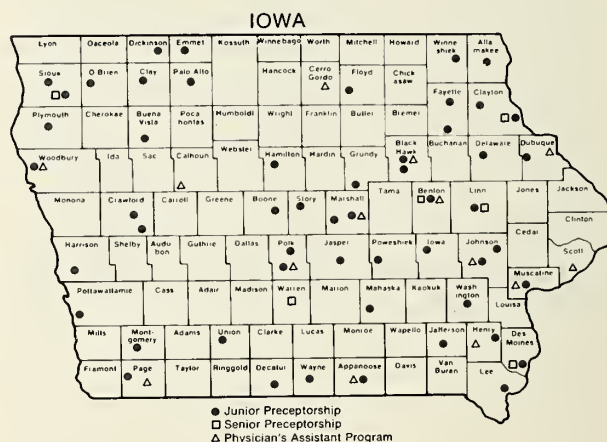 IOWA
Lyon Osceola Dickinson Emmet Kossuth Winnebago Worth Mitchell Howard Winne shiek Alla makee
Sioux O Brien Clay Palo Alto Hancock Cerro Gordo Floyd Chick asaw Fayette Clayton
Plymouth Cherokee Buena Vista Poca hontas Humboldt Wright Franklin Butler Bremer
Woodbury Ida Sac Calhoun Webster Hamilton Hardin Grundy Black Hawk Buchanan Delaware Dubuque
Monona Crawford Carroll Greene Boone Story Marshall Tama Benton Linn Jones Jackson
Clinton
Harrison Shelby Audu bon Guthrie Dallas Polk Jasper Poweshiek Iowa Johnson Cedar Scott
Muscatine
Pottawattamie Cass Adair Madison Warren Marion Mahaska Keokuk Wash ington Louisa
Mills Mont gomery Adams Union Clarke Lucas Monroe Wapello Jefferson Henry Des Moines
Fremont Page Taylor Ringgold Decatur Wayne Appanoose Davis Van Buren Lee
Junior Preceptorship
Senior Preceptorship
Physician's Assistant Program